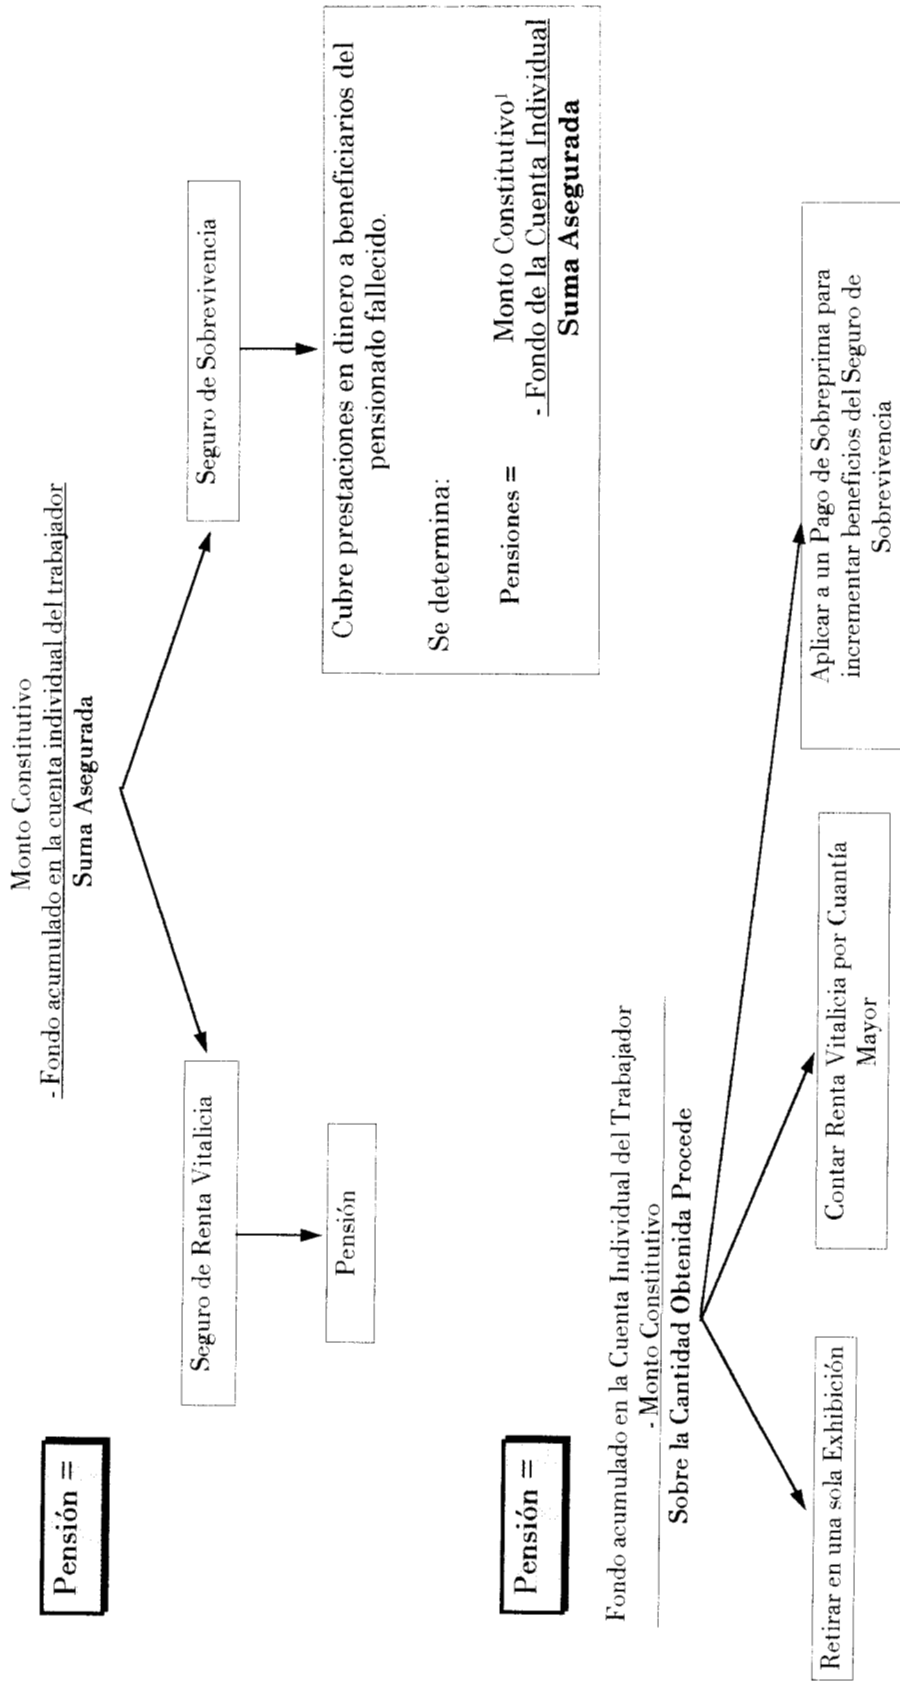 Pensión =
Monto Constitutivo
- Fondo acumulado en la cuenta individual del trabajador
Suma Asegurada
Seguro de Renta Vitalicia
Seguro de Sobrevivencia
Pensión
Cubre prestaciones en dinero a beneficiarios del
pensionado fallecido.
Se determina:
Pensiones =
Monto Constitutivo¹
- Fondo de la Cuenta Individual
Suma Asegurada
Pensión =
Fondo acumulado en la Cuenta Individual del Trabajador
- Monto Constitutivo
Sobre la Cantidad Obtenida Procede
Retirar en una sola Exhibición
Contar Renta Vitalicia por Cuantía
Mayor
Aplicar a un Pago de Sobreprima para
incrementar beneficios del Seguro de
Sobrevivencia